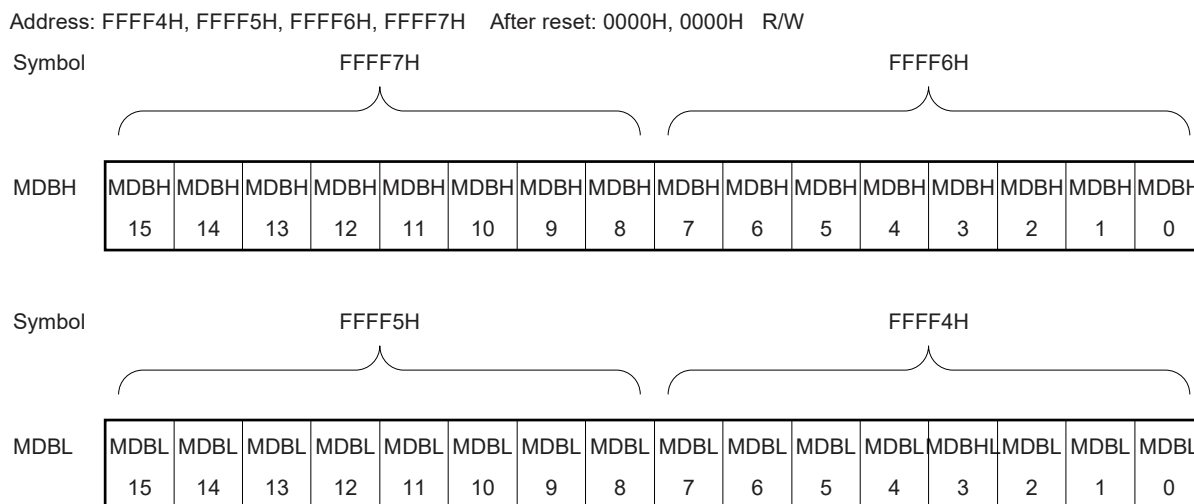 Address: FFFF4H, FFFF5H, FFFF6H, FFFF7H After reset: 0000H, 0000H R/W
Symbol FFFF7H FFFF6H
MDBH MDBH MDBH MDBH MDBH MDBH MDBH MDBH MDBH MDBH MDBH MDBH MDBH MDBH MDBH MDBH MDBH
15 14 13 12 11 10 9 8 7 6 5 4 3 2 1 0
Symbol FFFF5H FFFF4H
MDBL MDBL MDBL MDBL MDBL MDBL MDBL MDBL MDBL MDBL MDBL MDBL MDBL MDBHL MDBL MDBL MDBL
15 14 13 12 11 10 9 8 7 6 5 4 3 2 1 0